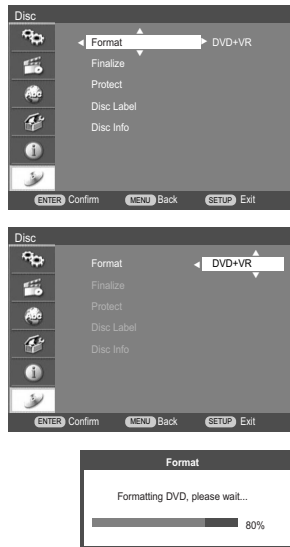 Disc
Format DVD+VR
Finalize
Protect
Disc Label
Disc Info
ENTER Confirm MENU Back SETUP Exit
Disc
Format DVD+VR
Finalize
Protect
Disc Label
Disc Info
ENTER Confirm MENU Back SETUP Exit
Format
Formatting DVD, please wait...
80%